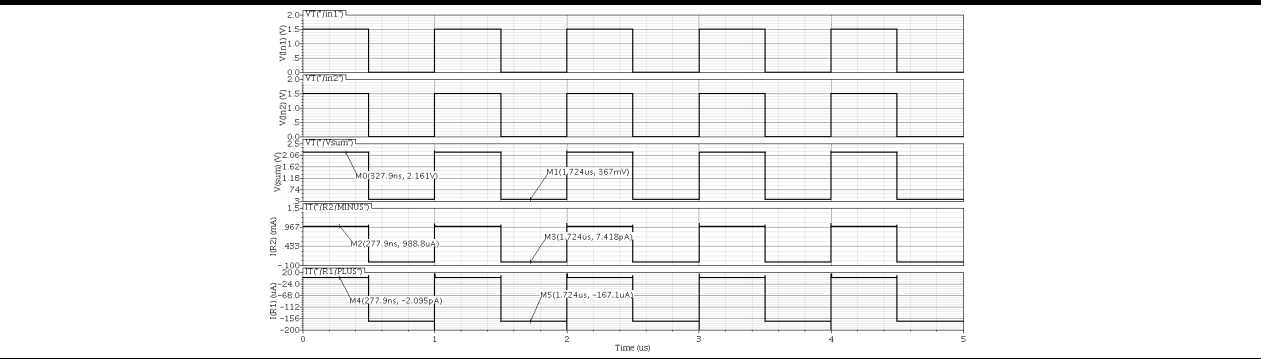 VT("/in1")
2.0
1.5
1.0
.5
0.0
V(In1) (V)
VT("/in2")
2.0
1.5
1.0
.5
0.0
V(In2) (V)
VT("/Vsum")
2.5
2.06
1.62
1.18
.74
.3
V(sum) (V)
M0(327.9ns, 2.161V)
M1(1.724us, 367mV)
IT("/R2/MINUS")
1.5
.967
.433
-.100
I(R2) (mA)
M2(277.9ns, 988.8uA)
M3(1.724us, 7.418pA)
IT("/R1/PLUS")
20.0
-24.0
-68.0
-112
-156
-200
I(R1) (uA)
M4(277.9ns, -2.095pA)
M5(1.724us, -167.1uA)
0 1 2 3 4 5
Time (us)